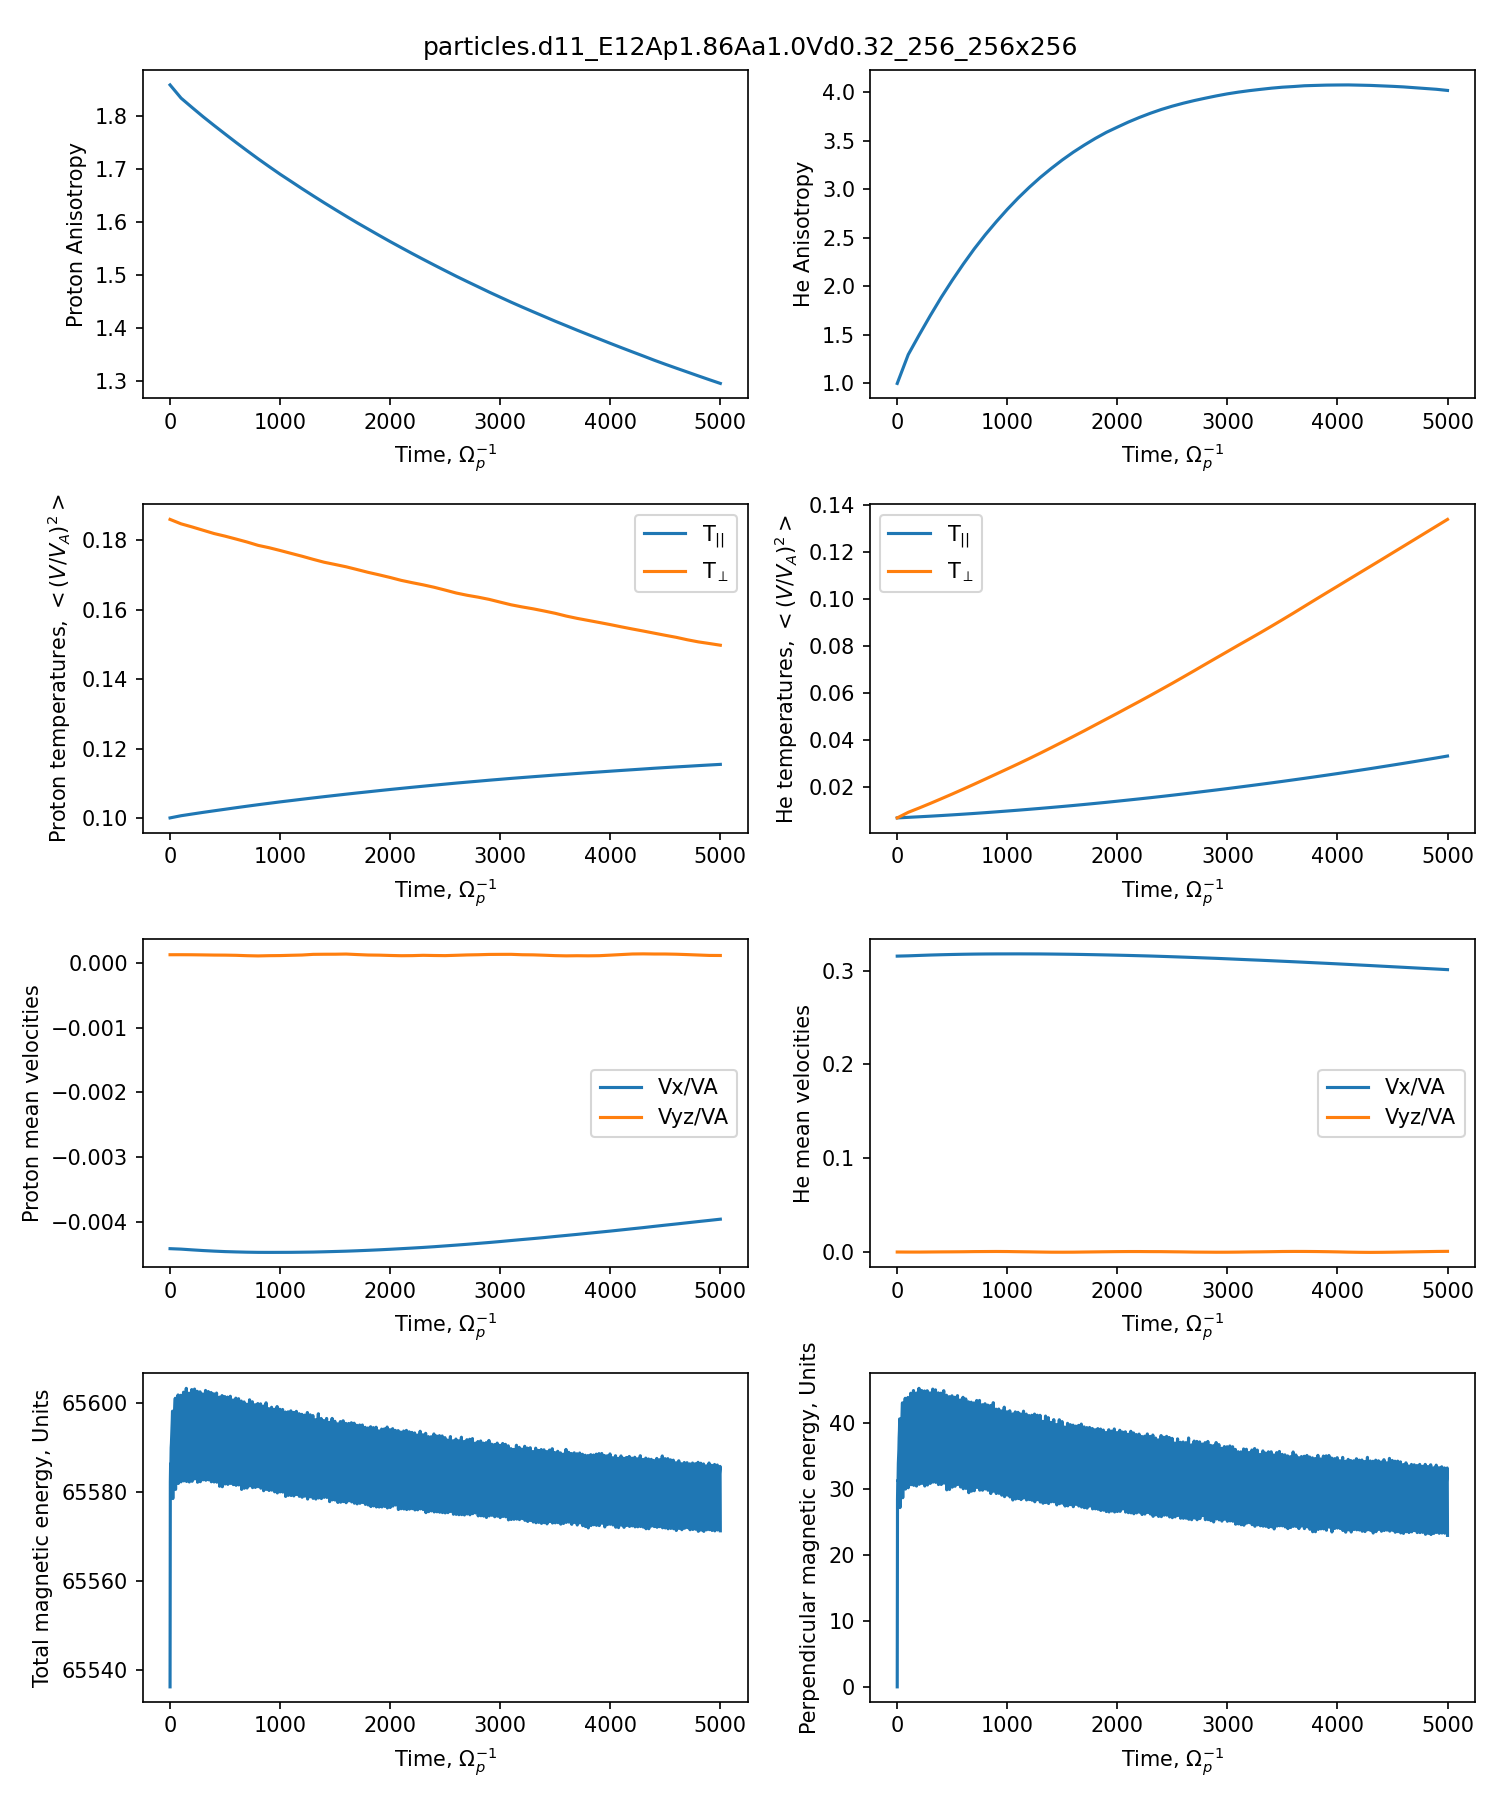 particles.d11_E12Ap1.86Aa1.0Vd0.32_256_256x256
Proton Anisotropy
1.8
1.7
1.6
1.5
1.4
1.3
0 1000 2000 3000 4000 5000
Time, Ω_p^{-1}
He Anisotropy
4.0
3.5
3.0
2.5
2.0
1.5
1.0
0 1000 2000 3000 4000 5000
Time, Ω_p^{-1}
Proton temperatures, < (V/V_A)^2 >
0.18
0.16
0.14
0.12
0.10
T_{||}
T_⊥
0 1000 2000 3000 4000 5000
Time, Ω_p^{-1}
He temperatures, < (V/V_A)^2 >
0.14
0.12
0.10
0.08
0.06
0.04
0.02
T_{||}
T_⊥
0 1000 2000 3000 4000 5000
Time, Ω_p^{-1}
Proton mean velocities
0.000
−0.001
−0.002
−0.003
−0.004
Vx/VA
Vyz/VA
0 1000 2000 3000 4000 5000
Time, Ω_p^{-1}
He mean velocities
0.3
0.2
0.1
0.0
Vx/VA
Vyz/VA
0 1000 2000 3000 4000 5000
Time, Ω_p^{-1}
Total magnetic energy, Units
65600
65580
65560
65540
0 1000 2000 3000 4000 5000
Time, Ω_p^{-1}
Perpendicular magnetic energy, Units
40
30
20
10
0
0 1000 2000 3000 4000 5000
Time, Ω_p^{-1}